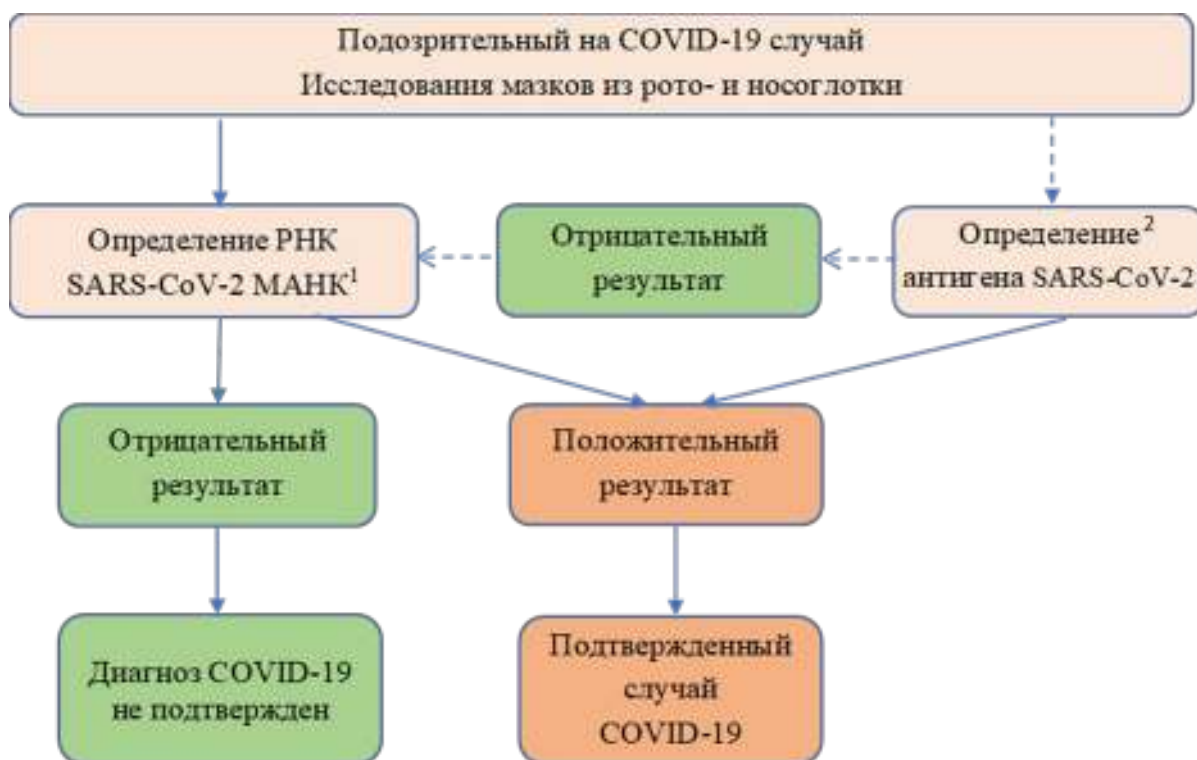 Подозрительный на COVID-19 случай
Исследования мазков из рото- и носоглотки
Определение РНК
SARS-CoV-2 МАНК¹
Отрицательный
результат
Определение²
антигена SARS-CoV-2
Отрицательный
результат
Положительный
результат
Диагноз COVID-19
не подтвержден
Подтвержденный
случай
COVID-19